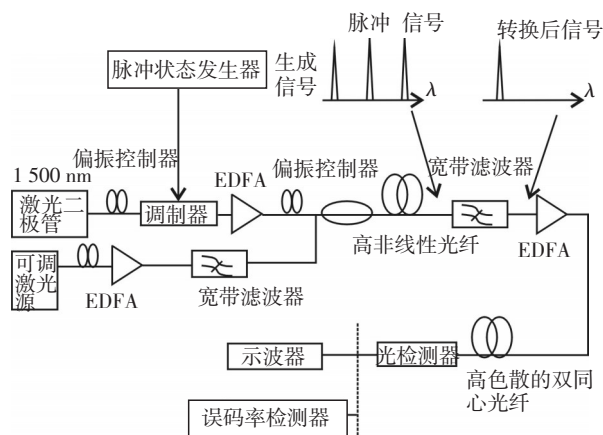 脉冲 信号
转换后信号
生成
信号
脉冲状态发生器
λ
λ
偏振控制器
EDFA
偏振控制器
宽带滤波器
1 500 nm
激光二
极管
调制器
高非线性光纤
EDFA
可调
激光
源
EDFA
宽带滤波器
示波器
光检测器
高色散的双同
心光纤
误码率检测器